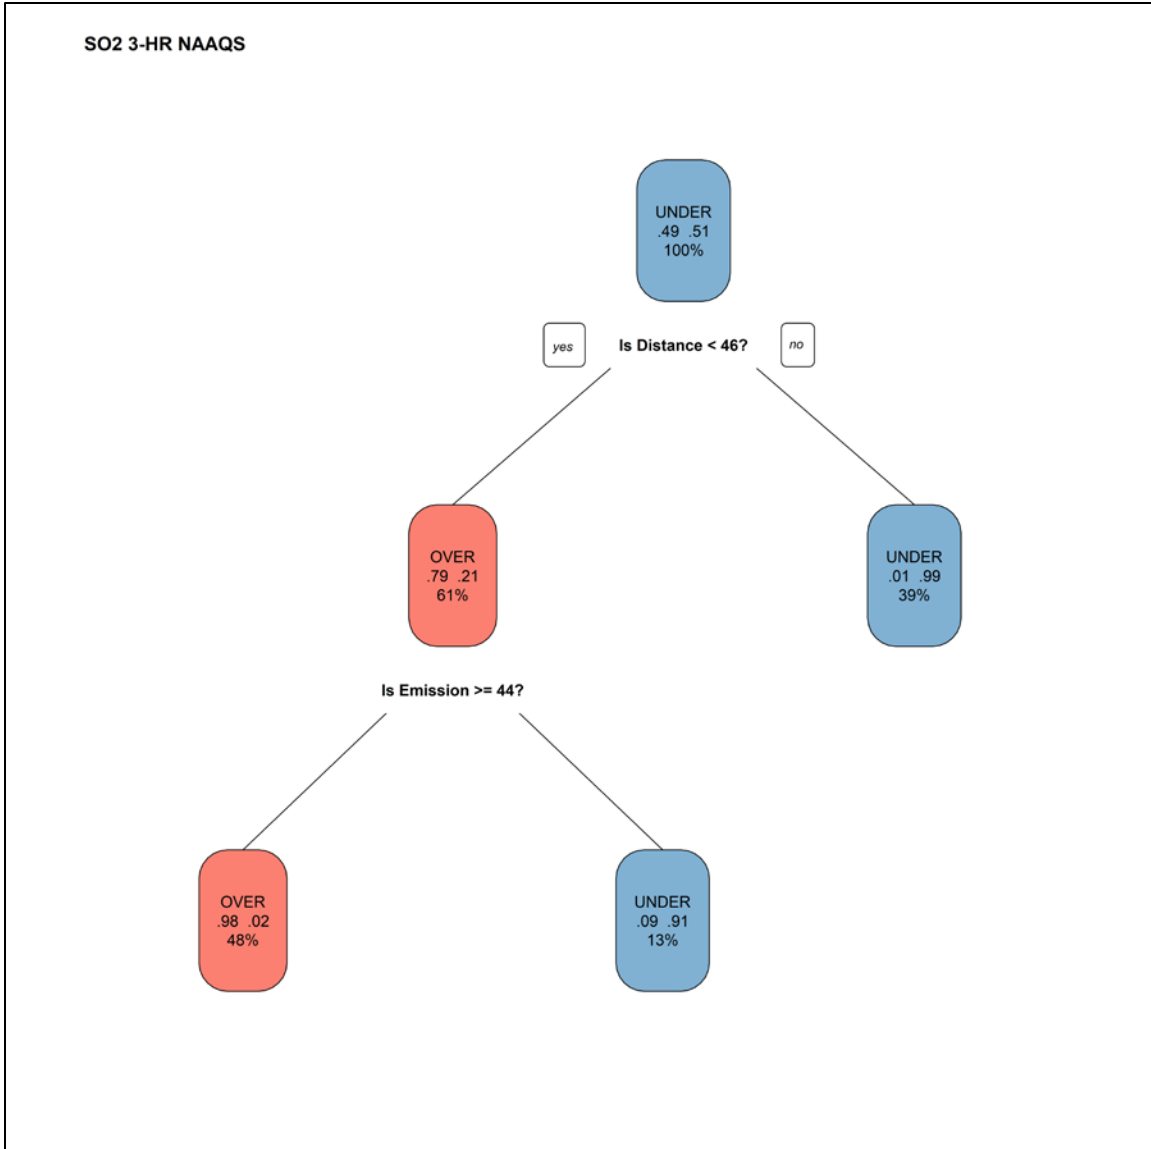 SO2 3-HR NAAQS
UNDER
.49 .51
100%
yes
Is Distance < 46?
no
OVER
.79 .21
61%
UNDER
.01 .99
39%
Is Emission >= 44?
OVER
.98 .02
48%
UNDER
.09 .91
13%